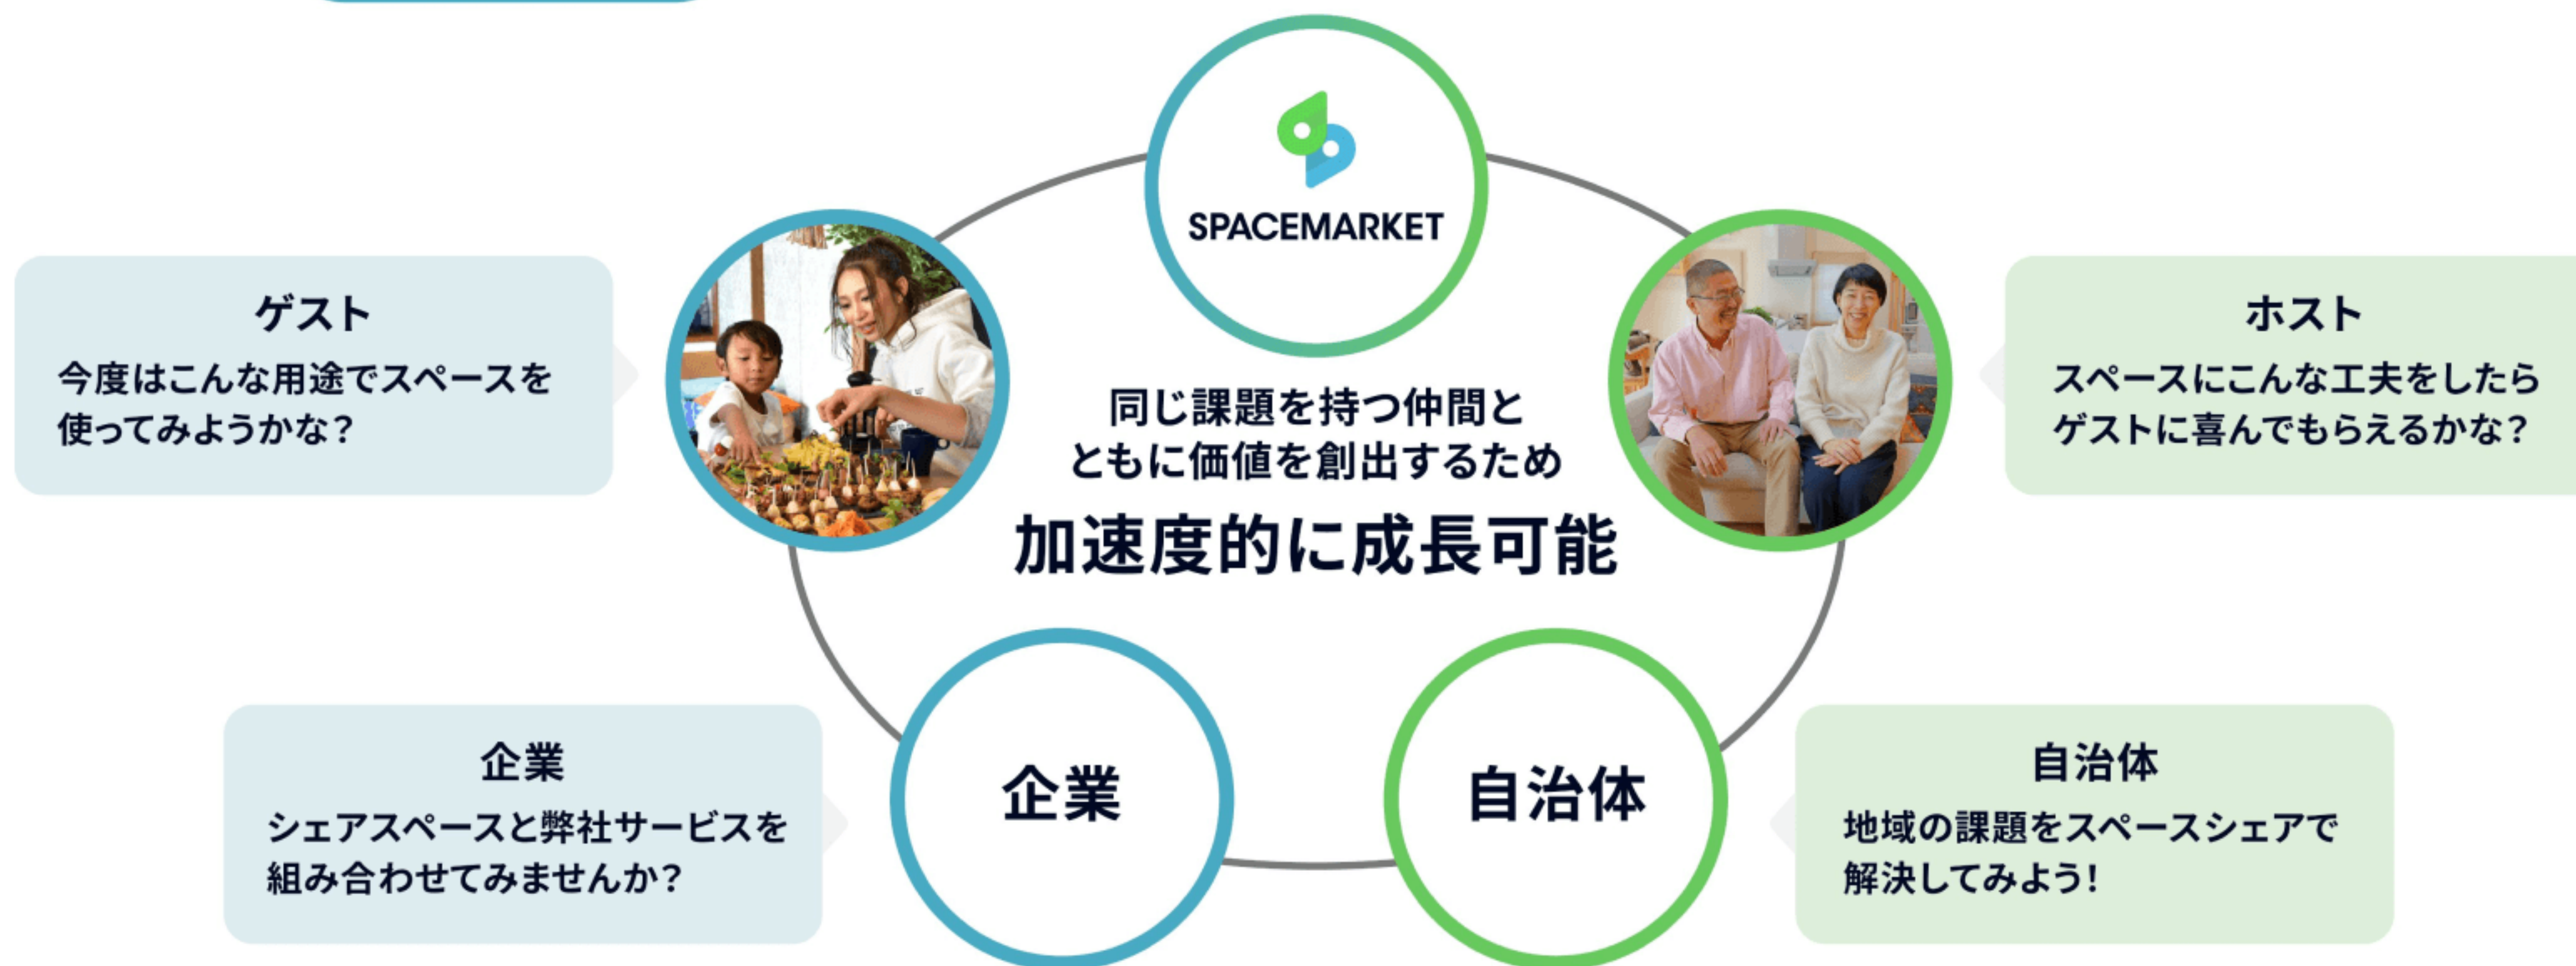 SPACEMARKET
ゲスト
今度はこんな用途でスペースを
使ってみようかな？
ホスト
スペースにこんな工夫をしたら
ゲストに喜んでもらえるかな？
同じ課題を持つ仲間と
ともに価値を創出するため
加速度的に成長可能
企業
シェアスペースと弊社サービスを
組み合わせてみませんか？
企業
自治体
自治体
地域の課題をスペースシェアで
解決してみよう！